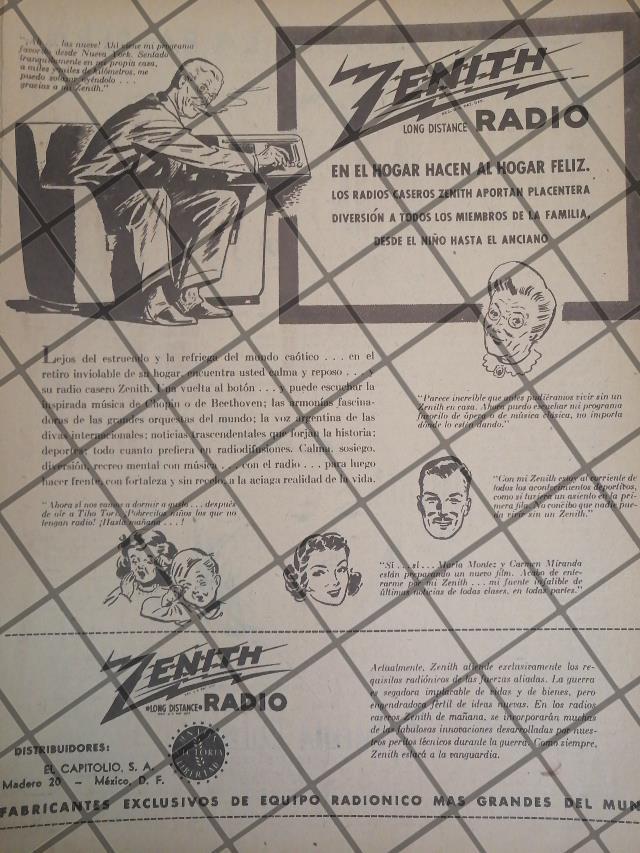 "¡Ah... las nueve! Ahí viene mi programa
favorito desde Nueva York. Sentado
tranquilamente en mi propia casa,
a miles y miles de kilómetros, me
puedo solazar oyéndolo . . .
gracias a mi Zenith."
ZENITH
LONG DISTANCE RADIO
EN EL HOGAR HACEN AL HOGAR FELIZ.
LOS RADIOS CASEROS ZENITH APORTAN PLACENTERA
DIVERSIÓN A TODOS LOS MIEMBROS DE LA FAMILIA,
DESDE EL NIÑO HASTA EL ANCIANO
Lejos del estruendo y la refriega del mundo caótico . . . en el
retiro inviolable de su hogar, encuentra usted calma y reposo . . . y
su radio casero Zenith. Una vuelta al botón . . . y puede escuchar la
inspirada música de Chopin o de Beethoven; las armonías fascina-
doras de las grandes orquestas del mundo; la voz argentina de las
divas internacionales; noticias trascendentales que forjan la historia;
deportes; todo cuanto prefiera en radiodifusiones. Calma, sosiego,
diversión, recreo mental con música . . . con el radio . . . para luego
hacer frente, con fortaleza y sin recelo, a la aciaga realidad de la vida.
"Parece increíble que antes pudiéramos vivir sin un
Zenith en casa. Ahora puedo escuchar mi programa
favorito de ópera o de música clásica, no importa
dónde lo estén dando."
"Con mi Zenith estoy al corriente de
todos los acontecimientos deportivos,
como si tuviera un asiento en la pri-
mera fila. No concibo que nadie pue-
da vivir sin un Zenith."
"Ahora sí nos vamos a dormir a gusto . . . después
de oír a Tiho Torí. ¡Pobrecitos niños los que no
tengan radio! ¡Hasta mañana . . . !
"Sí . . . sí . . . María Montez y Carmen Miranda
están preparando un nuevo film. Acabo de ente-
rarme por mi Zenith . . . mi fuente infalible de
últimas noticias de todas clases, en todas partes."
ZENITH
LONG DISTANCE RADIO
UNIDAD
VICTORIA
LIBERTAD
DISTRIBUIDORES:
EL CAPITOLIO, S. A.
Madero 20 — México, D. F.
Actualmente, Zenith atiende exclusivamente los re-
quisitos radiónicos de las fuerzas aliadas. La guerra
es segadora implacable de vidas y de bienes, pero
engendradora fértil de ideas nuevas. En los radios
caseros Zenith de mañana, se incorporarán muchas
de las fabulosas innovaciones desarrolladas por nues-
tros peritos técnicos durante la guerra. Como siempre,
Zenith estará a la vanguardia.
FABRICANTES EXCLUSIVOS DE EQUIPO RADIONICO MAS GRANDES DEL MUN